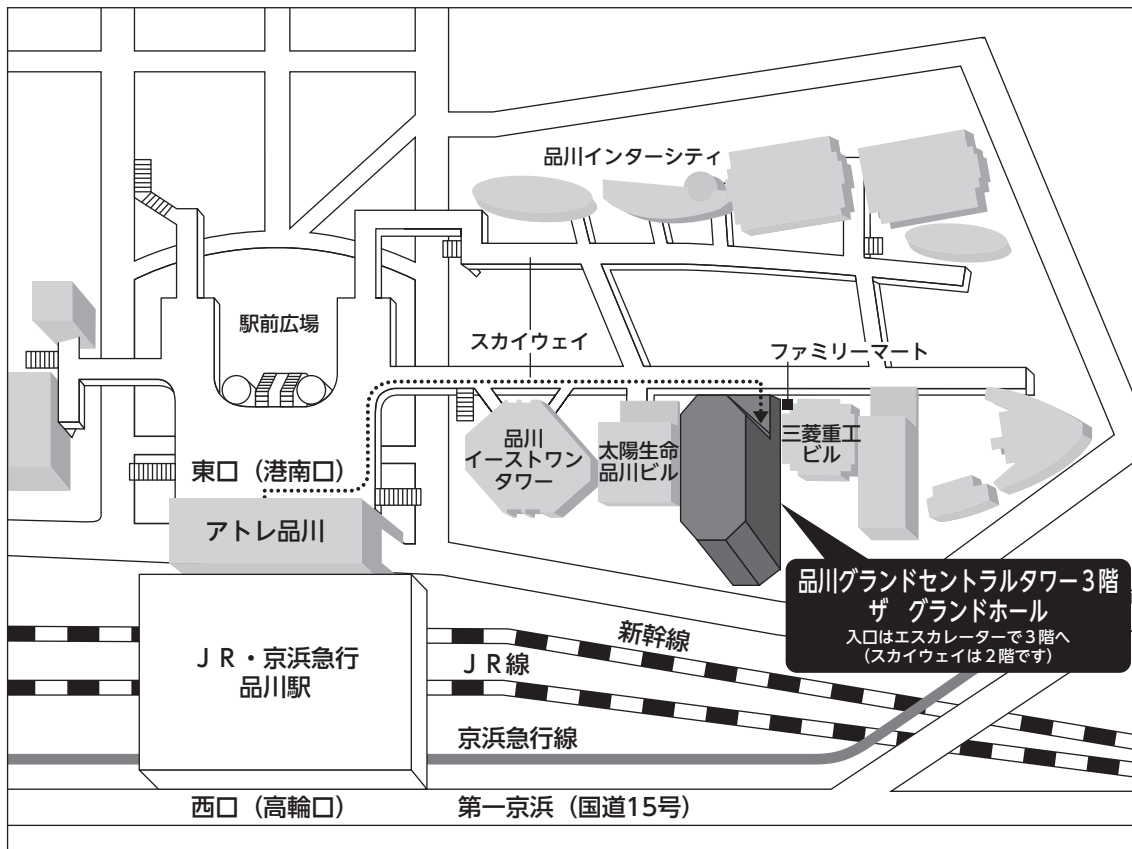 品川インターシティ
駅前広場
スカイウェイ
ファミリーマート
品川
イーストワン
タワー
太陽生命
品川ビル
三菱重工
ビル
東口（港南口）
アトレ品川
品川グランドセントラルタワー３階
ザ　グランドホール
入口はエスカレーターで３階へ
(スカイウェイは２階です)
ＪＲ・京浜急行
品川駅
新幹線
ＪＲ線
京浜急行線
西口（高輪口）
第一京浜（国道15号）